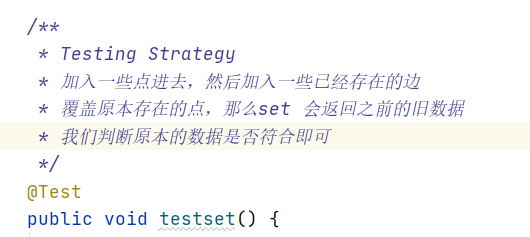 /**
* Testing Strategy
* 加入一些点进去，然后加入一些已经存在的边
* 覆盖原本存在的点，那么set 会返回之前的旧数据
* 我们判断原本的数据是否符合即可
*/
@Test
public void testset() {